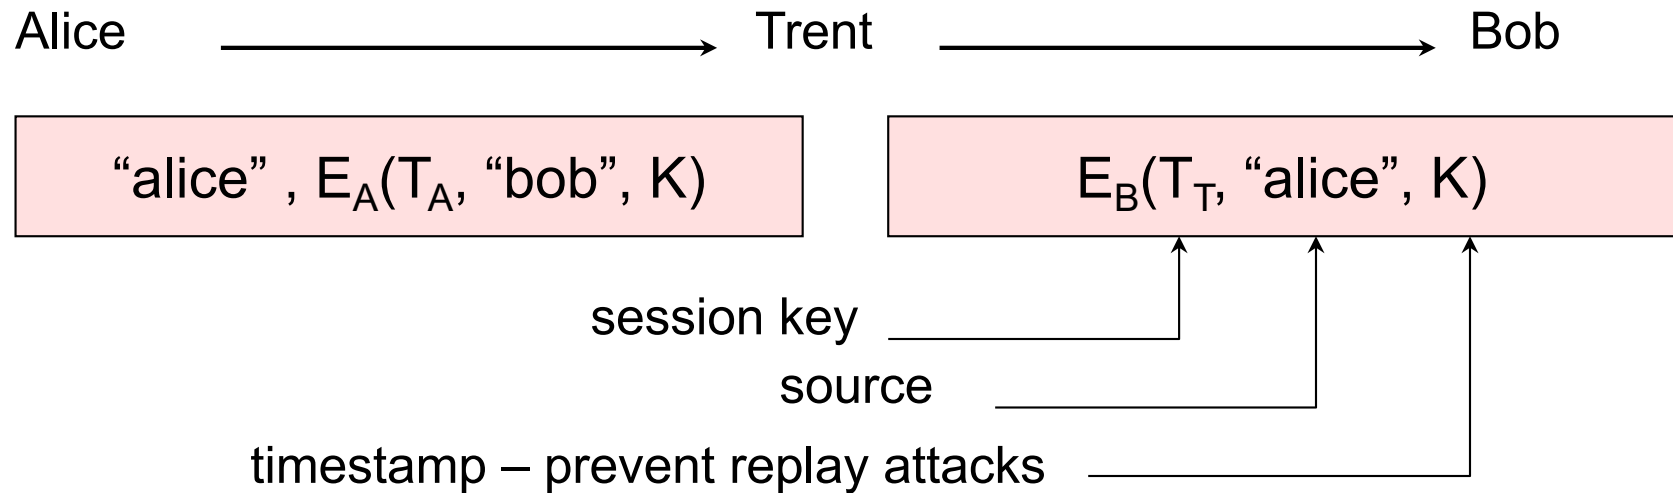 Alice Trent Bob
“alice” , E_A(T_A, “bob”, K) E_B(T_T, “alice”, K)
session key
source
timestamp – prevent replay attacks